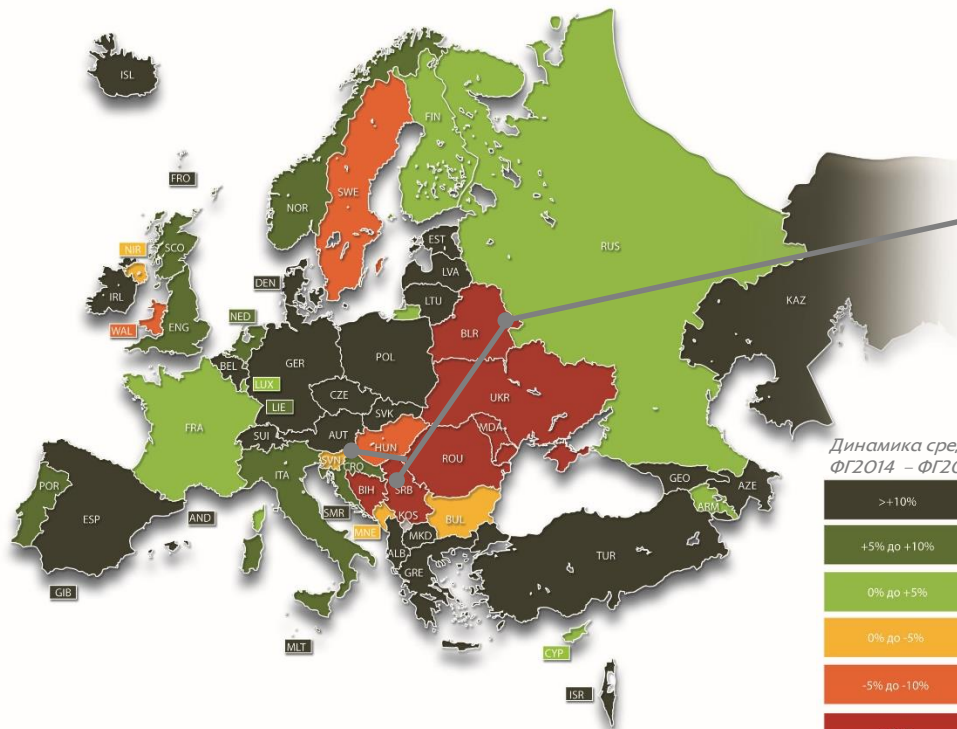 ISL
FRO
FIN
NOR
SWE
SCO
NIR
RUS
EST
LVA
DEN
IRL
LTU
KAZ
NED
WAL
ENG
BLR
BEL
GER
POL
LUX
CZE
UKR
LIE
SVK
MDA
FRA
SUI
AUT
HUN
SVN
ROU
CRO
ITA
BIH
SRB
POR
ESP
AND
SMR
KOS
BUL
MNE
MKD
GEO
AZE
ARM
ALB
TUR
GRE
GIB
MLT
CYP
ISR
Динамика
ФГ2014 –
>+10%
+5% до +10%
0% до +5%
0% до -5%
-5% до -10%